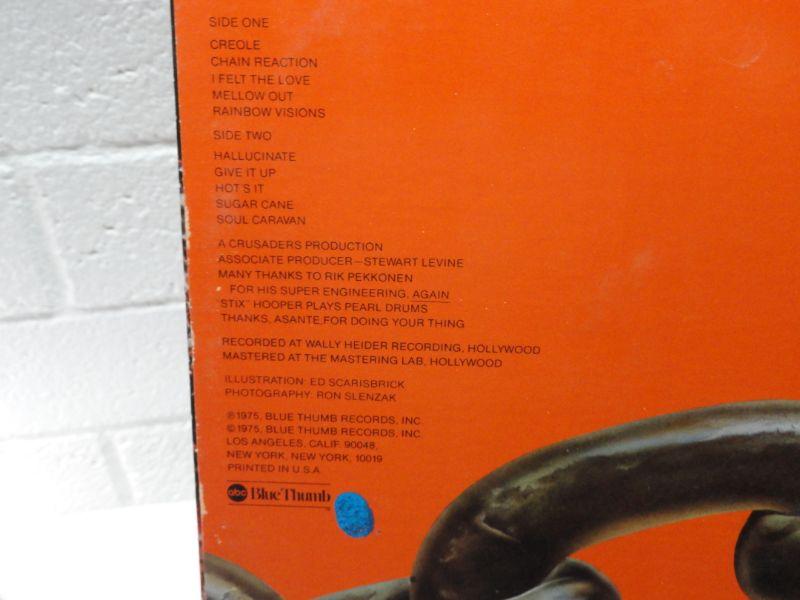 SIDE ONE
CREOLE
CHAIN REACTION
I FELT THE LOVE
MELLOW OUT
RAINBOW VISIONS
SIDE TWO
HALLUCINATE
GIVE IT UP
HOT'S IT
SUGAR CANE
SOUL CARAVAN
A CRUSADERS PRODUCTION
ASSOCIATE PRODUCER—STEWART LEVINE
MANY THANKS TO RIK PEKKONEN
FOR HIS SUPER ENGINEERING, AGAIN
"STIX" HOOPER PLAYS PEARL DRUMS
THANKS, ASANTE, FOR DOING YOUR THING
RECORDED AT WALLY HEIDER RECORDING, HOLLYWOOD
MASTERED AT THE MASTERING LAB, HOLLYWOOD
ILLUSTRATION: ED SCARISBRICK
PHOTOGRAPHY: RON SLENZAK
℗1975, BLUE THUMB RECORDS, INC.
©1975, BLUE THUMB RECORDS, INC.
LOS ANGELES, CALIF. 90048,
NEW YORK, NEW YORK, 10019
PRINTED IN U.S.A.
abc Blue Thumb